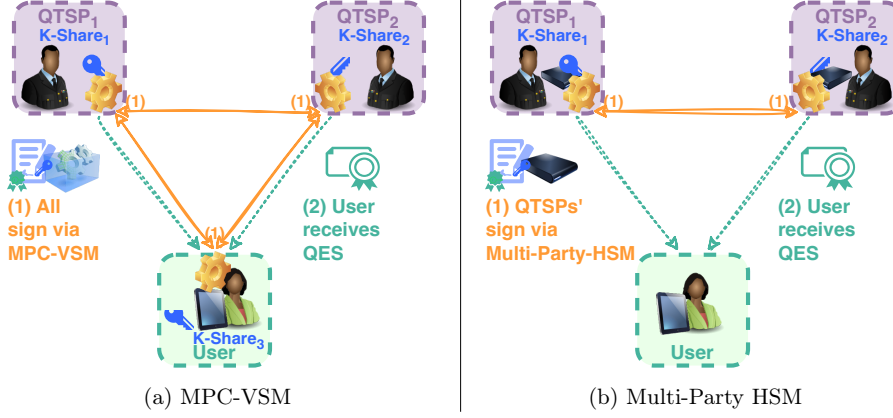 QTSP1
K-Share1
QTSP2
K-Share2
(1)
(1)
(1) All
sign via
MPC-VSM
(2) User
receives
QES
(1)
K-Share3
User
(a) MPC-VSM
QTSP1
K-Share1
QTSP2
K-Share2
(1)
(1)
(1) QTSPs'
sign via
Multi-Party-HSM
(2) User
receives
QES
User
(b) Multi-Party HSM